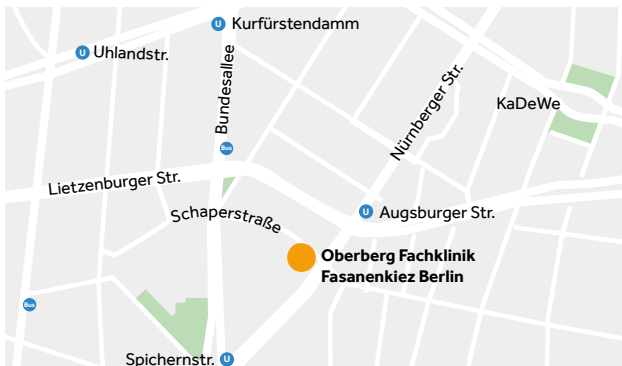 U Kurfürstendamm
U Uhlandstr.
Bundesallee
Nürnberger Str.
KaDeWe
Bus
Lietzenburger Str.
Schaperstraße
U Augsburger Str.
Oberberg Fachklinik
Fasanenkiez Berlin
Bus
Spichernstr. U